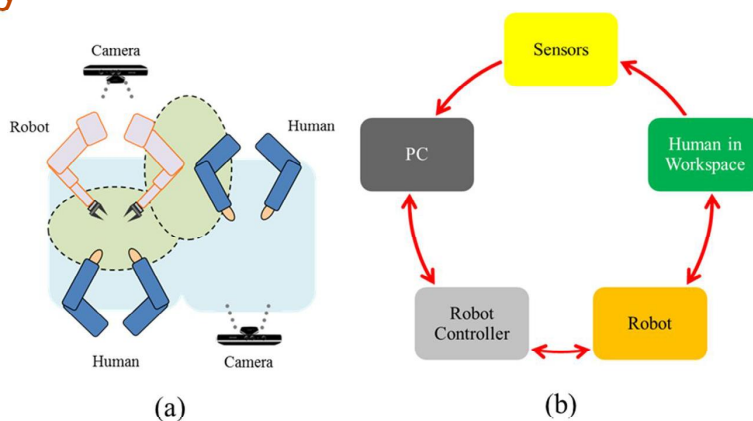 y
Camera
Robot
Human
Human
Camera
(a)
Sensors
PC
Human in
Workspace
Robot
Controller
Robot
(b)